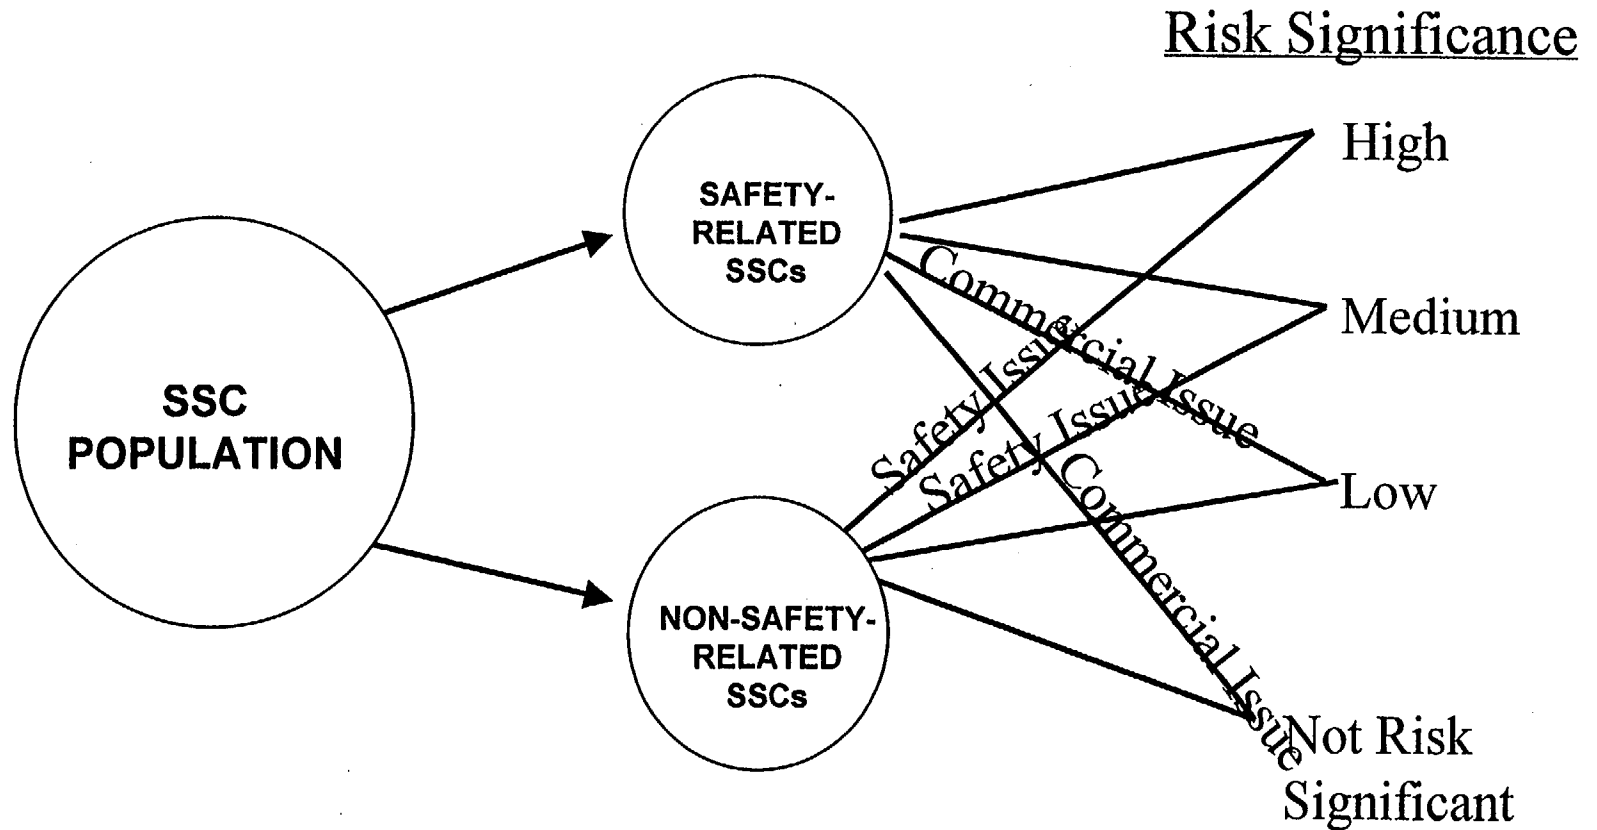 Risk Significance
SSC
POPULATION
SAFETY-
RELATED
SSCs
NON-SAFETY-
RELATED
SSCs
Commercial Issue
Safety Issue
Safety Issue
Commercial Issue
High
Medium
Low
Not Risk
Significant